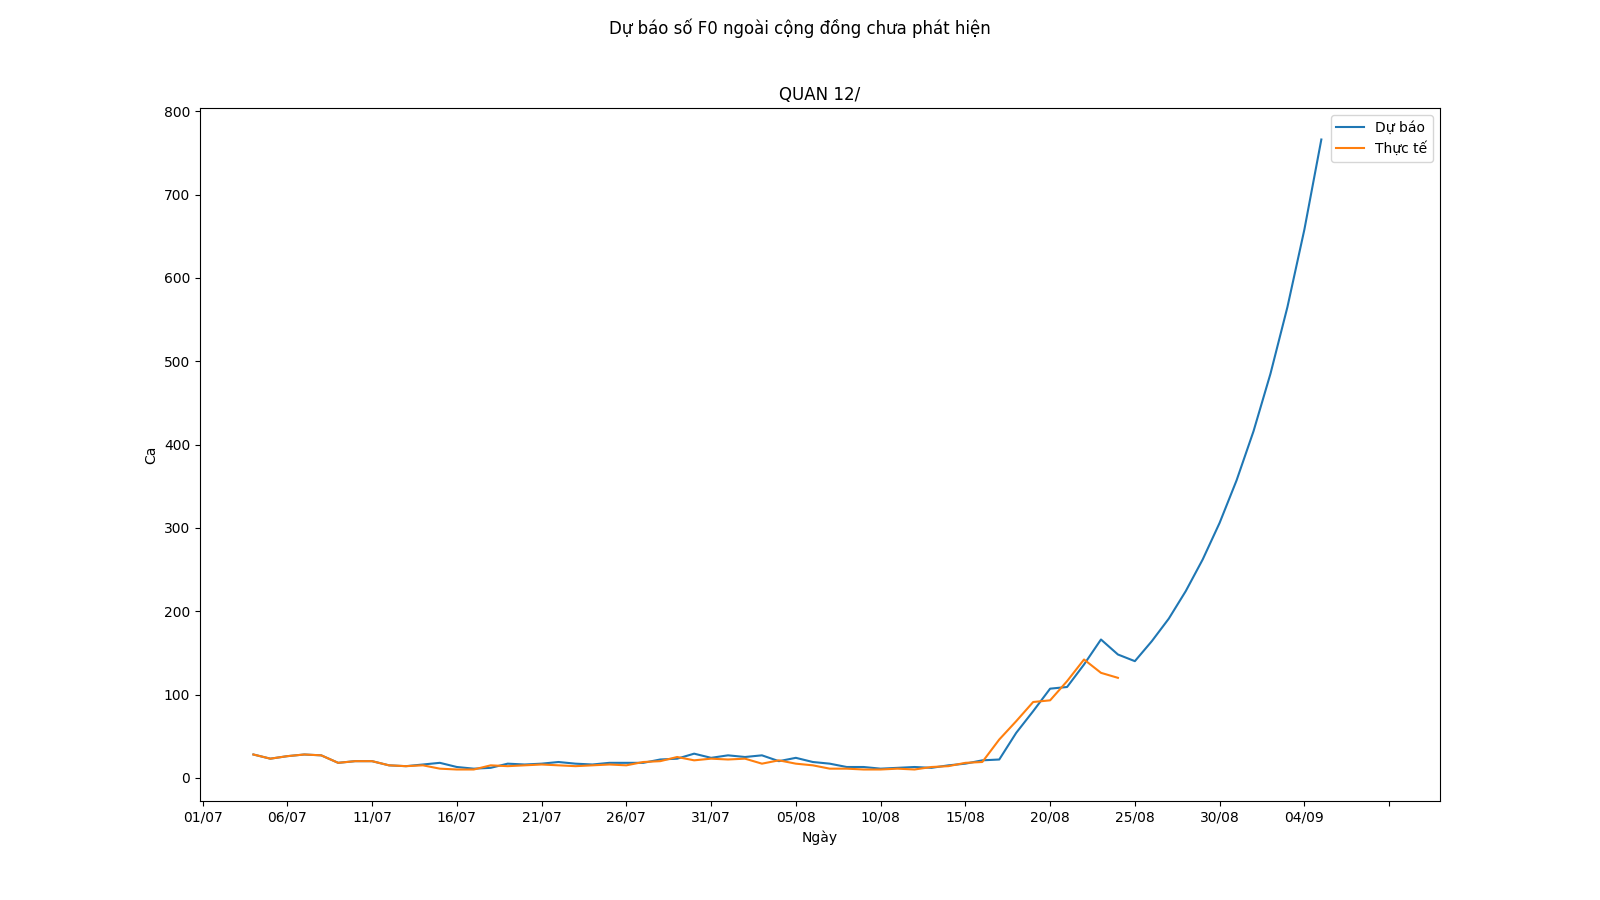 Dự báo số F0 ngoài cộng đồng chưa phát hiện
QUAN 12/
800
700
600
500
400
300
200
100
0
Ca
Dự báo
Thực tế
01/07 06/07 11/07 16/07 21/07 26/07 31/07 05/08 10/08 15/08 20/08 25/08 30/08 04/09
Ngày